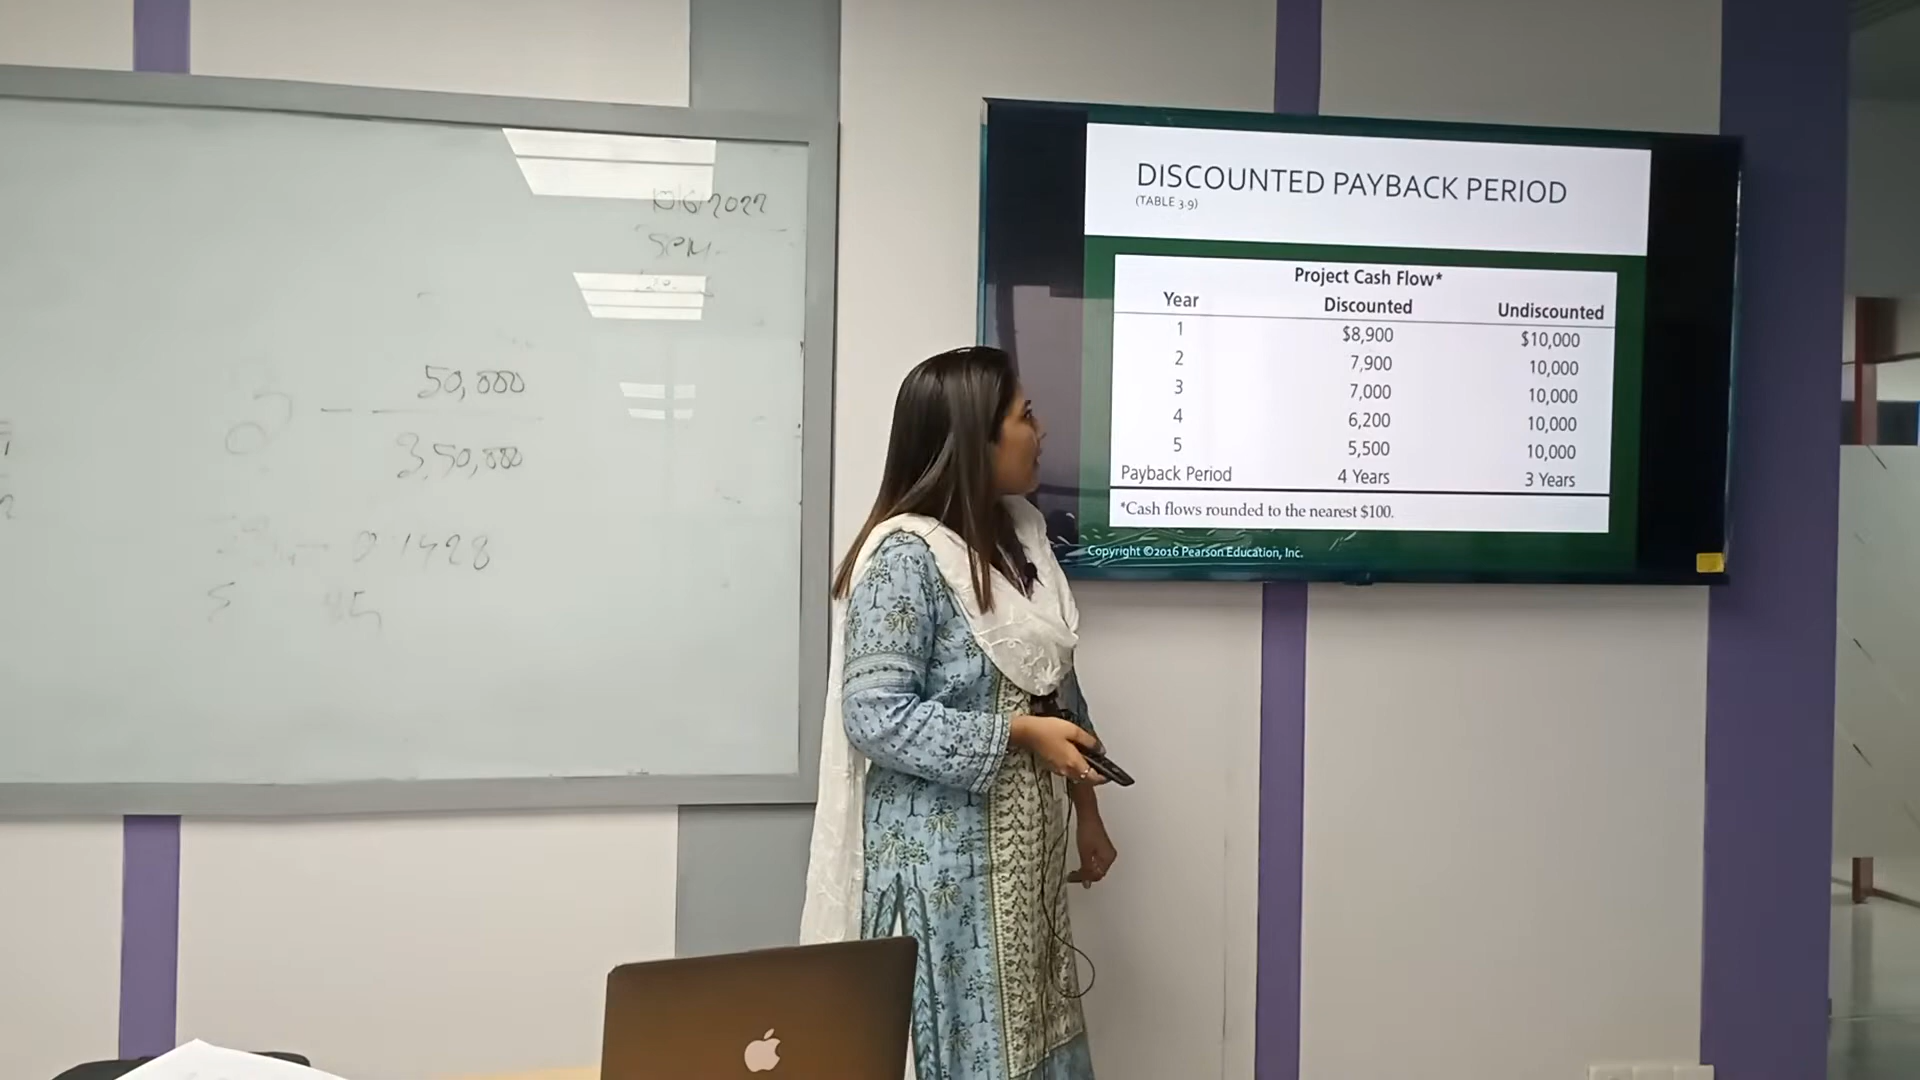 50,000
3,50,000
0.1428
DISCOUNTED PAYBACK PERIOD
(TABLE 3.9)
Project Cash Flow*
Year Discounted Undiscounted
1 $8,900 $10,000
2 7,900 10,000
3 7,000 10,000
4 6,200 10,000
5 5,500 10,000
Payback Period 4 Years 3 Years
*Cash flows rounded to the nearest $100.
Copyright ©2016 Pearson Education, Inc.